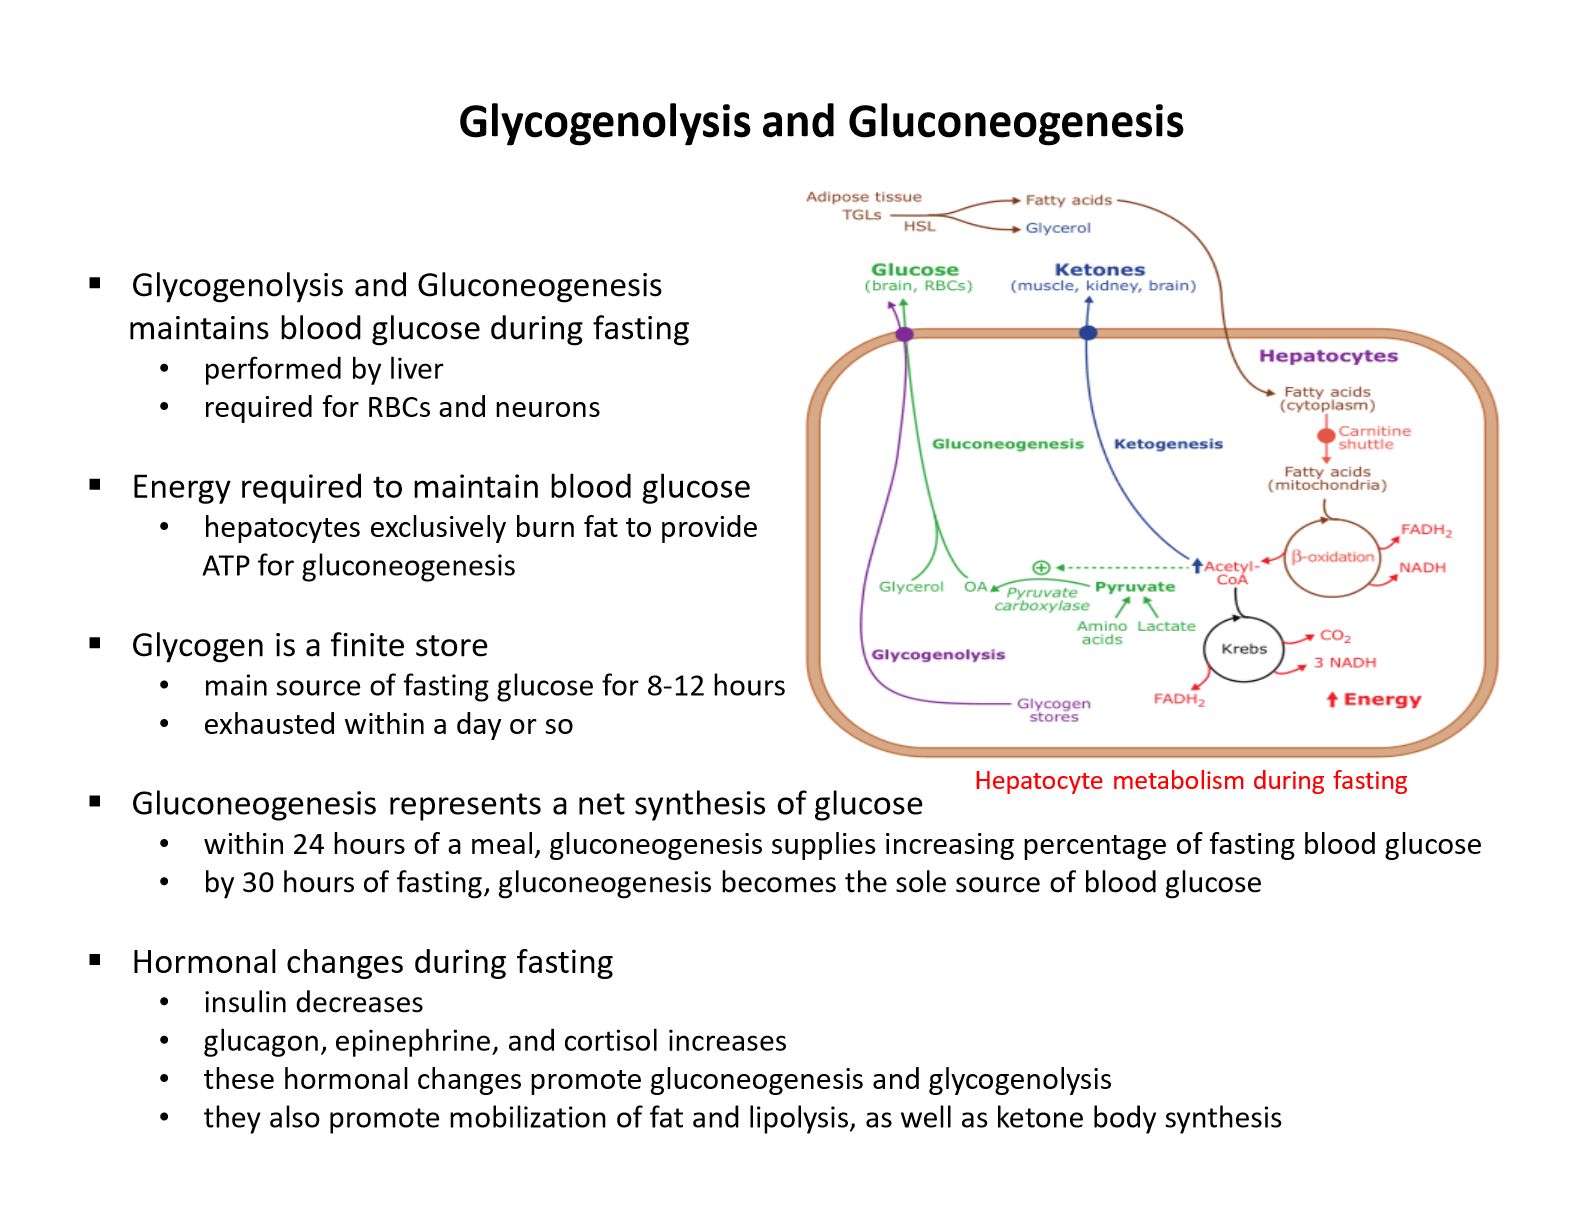 Glycogenolysis and Gluconeogenesis
▪ Glycogenolysis and Gluconeogenesis
maintains blood glucose during fasting
• performed by liver
• required for RBCs and neurons
▪ Energy required to maintain blood glucose
• hepatocytes exclusively burn fat to provide
ATP for gluconeogenesis
▪ Glycogen is a finite store
• main source of fasting glucose for 8-12 hours
• exhausted within a day or so
▪ Gluconeogenesis represents a net synthesis of glucose
• within 24 hours of a meal, gluconeogenesis supplies increasing percentage of fasting blood glucose
• by 30 hours of fasting, gluconeogenesis becomes the sole source of blood glucose
▪ Hormonal changes during fasting
• insulin decreases
• glucagon, epinephrine, and cortisol increases
• these hormonal changes promote gluconeogenesis and glycogenolysis
• they also promote mobilization of fat and lipolysis, as well as ketone body synthesis
Adipose tissue
TGLs
HSL
Fatty acids
Glycerol
Glucose
(brain, RBCs)
Ketones
(muscle, kidney, brain)
Hepatocytes
Fatty acids
(cytoplasm)
Carnitine
shuttle
Fatty acids
(mitochondria)
Gluconeogenesis
Ketogenesis
β-oxidation
FADH₂
NADH
Acetyl-
CoA
Glycerol
OA
Pyruvate
carboxylase
Pyruvate
Amino
acids
Lactate
Krebs
CO₂
3 NADH
FADH₂
Energy
Glycogenolysis
Glycogen
stores
Hepatocyte metabolism during fasting